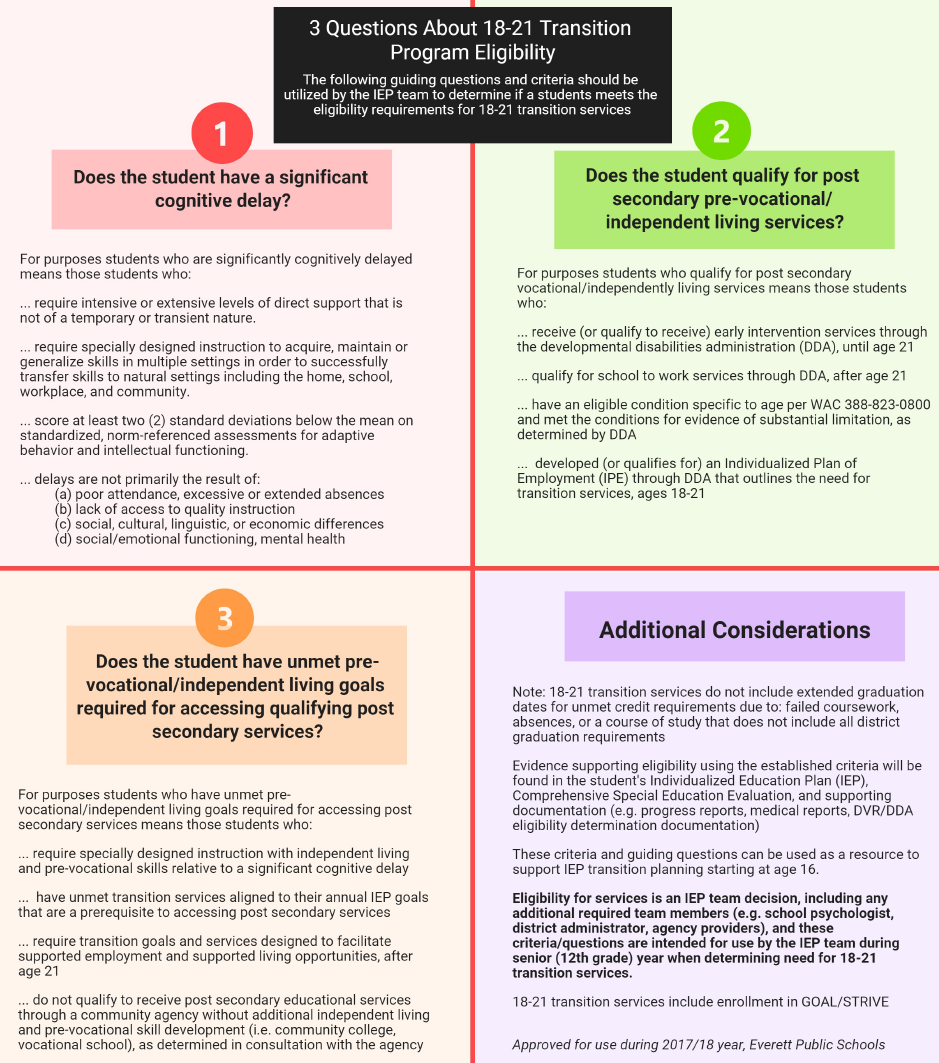 3 Questions About 18-21 Transition
Program Eligibility
The following guiding questions and criteria should be
utilized by the IEP team to determine if a students meets the
eligibility requirements for 18-21 transition services
1
Does the student have a significant
cognitive delay?
For purposes students who are significantly cognitively delayed
means those students who:
... require intensive or extensive levels of direct support that is
not of a temporary or transient nature.
... require specially designed instruction to acquire, maintain or
generalize skills in multiple settings in order to successfully
transfer skills to natural settings including the home, school,
workplace, and community.
... score at least two (2) standard deviations below the mean on
standardized, norm-referenced assessments for adaptive
behavior and intellectual functioning.
... delays are not primarily the result of:
(a) poor attendance, excessive or extended absences
(b) lack of access to quality instruction
(c) social, cultural, linguistic, or economic differences
(d) social/emotional functioning, mental health
2
Does the student qualify for post
secondary pre-vocational/
independent living services?
For purposes students who qualify for post secondary
vocational/independently living services means those students
who:
... receive (or qualify to receive) early intervention services through
the developmental disabilities administration (DDA), until age 21
... qualify for school to work services through DDA, after age 21
... have an eligible condition specific to age per WAC 388-823-0800
and met the conditions for evidence of substantial limitation, as
determined by DDA
... developed (or qualifies for) an Individualized Plan of
Employment (IPE) through DDA that outlines the need for
transition services, ages 18-21
3
Does the student have unmet pre-
vocational/independent living goals
required for accessing qualifying post
secondary services?
For purposes students who have unmet pre-
vocational/independent living goals required for accessing post
secondary services means those students who:
... require specially designed instruction with independent living
and pre-vocational skills relative to a significant cognitive delay
... have unmet transition services aligned to their annual IEP goals
that are a prerequisite to accessing post secondary services
... require transition goals and services designed to facilitate
supported employment and supported living opportunities, after
age 21
... do not qualify to receive post secondary educational services
through a community agency without additional independent living
and pre-vocational skill development (i.e. community college,
vocational school), as determined in consultation with the agency
Additional Considerations
Note: 18-21 transition services do not include extended graduation
dates for unmet credit requirements due to: failed coursework,
absences, or a course of study that does not include all district
graduation requirements
Evidence supporting eligibility using the established criteria will be
found in the student's Individualized Education Plan (IEP),
Comprehensive Special Education Evaluation, and supporting
documentation (e.g. progress reports, medical reports, DVR/DDA
eligibility determination documentation)
These criteria and guiding questions can be used as a resource to
support IEP transition planning starting at age 16.
Eligibility for services is an IEP team decision, including any
additional required team members (e.g. school psychologist,
district administrator, agency providers), and these
criteria/questions are intended for use by the IEP team during
senior (12th grade) year when determining need for 18-21
transition services.
18-21 transition services include enrollment in GOAL/STRIVE
Approved for use during 2017/18 year, Everett Public Schools